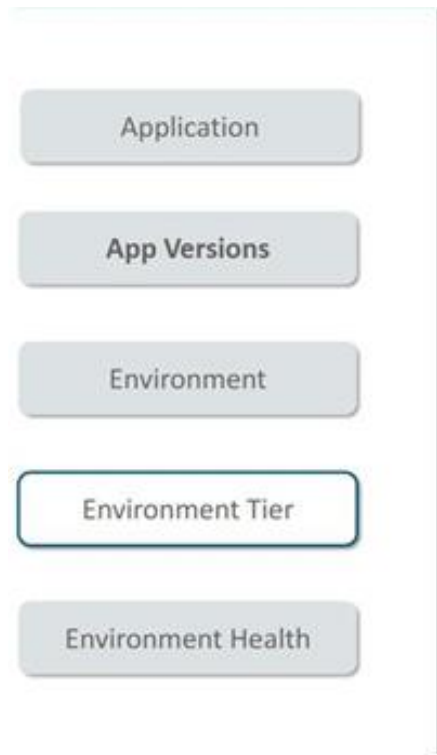 Application
App Versions
Environment
Environment Tier
Environment Health